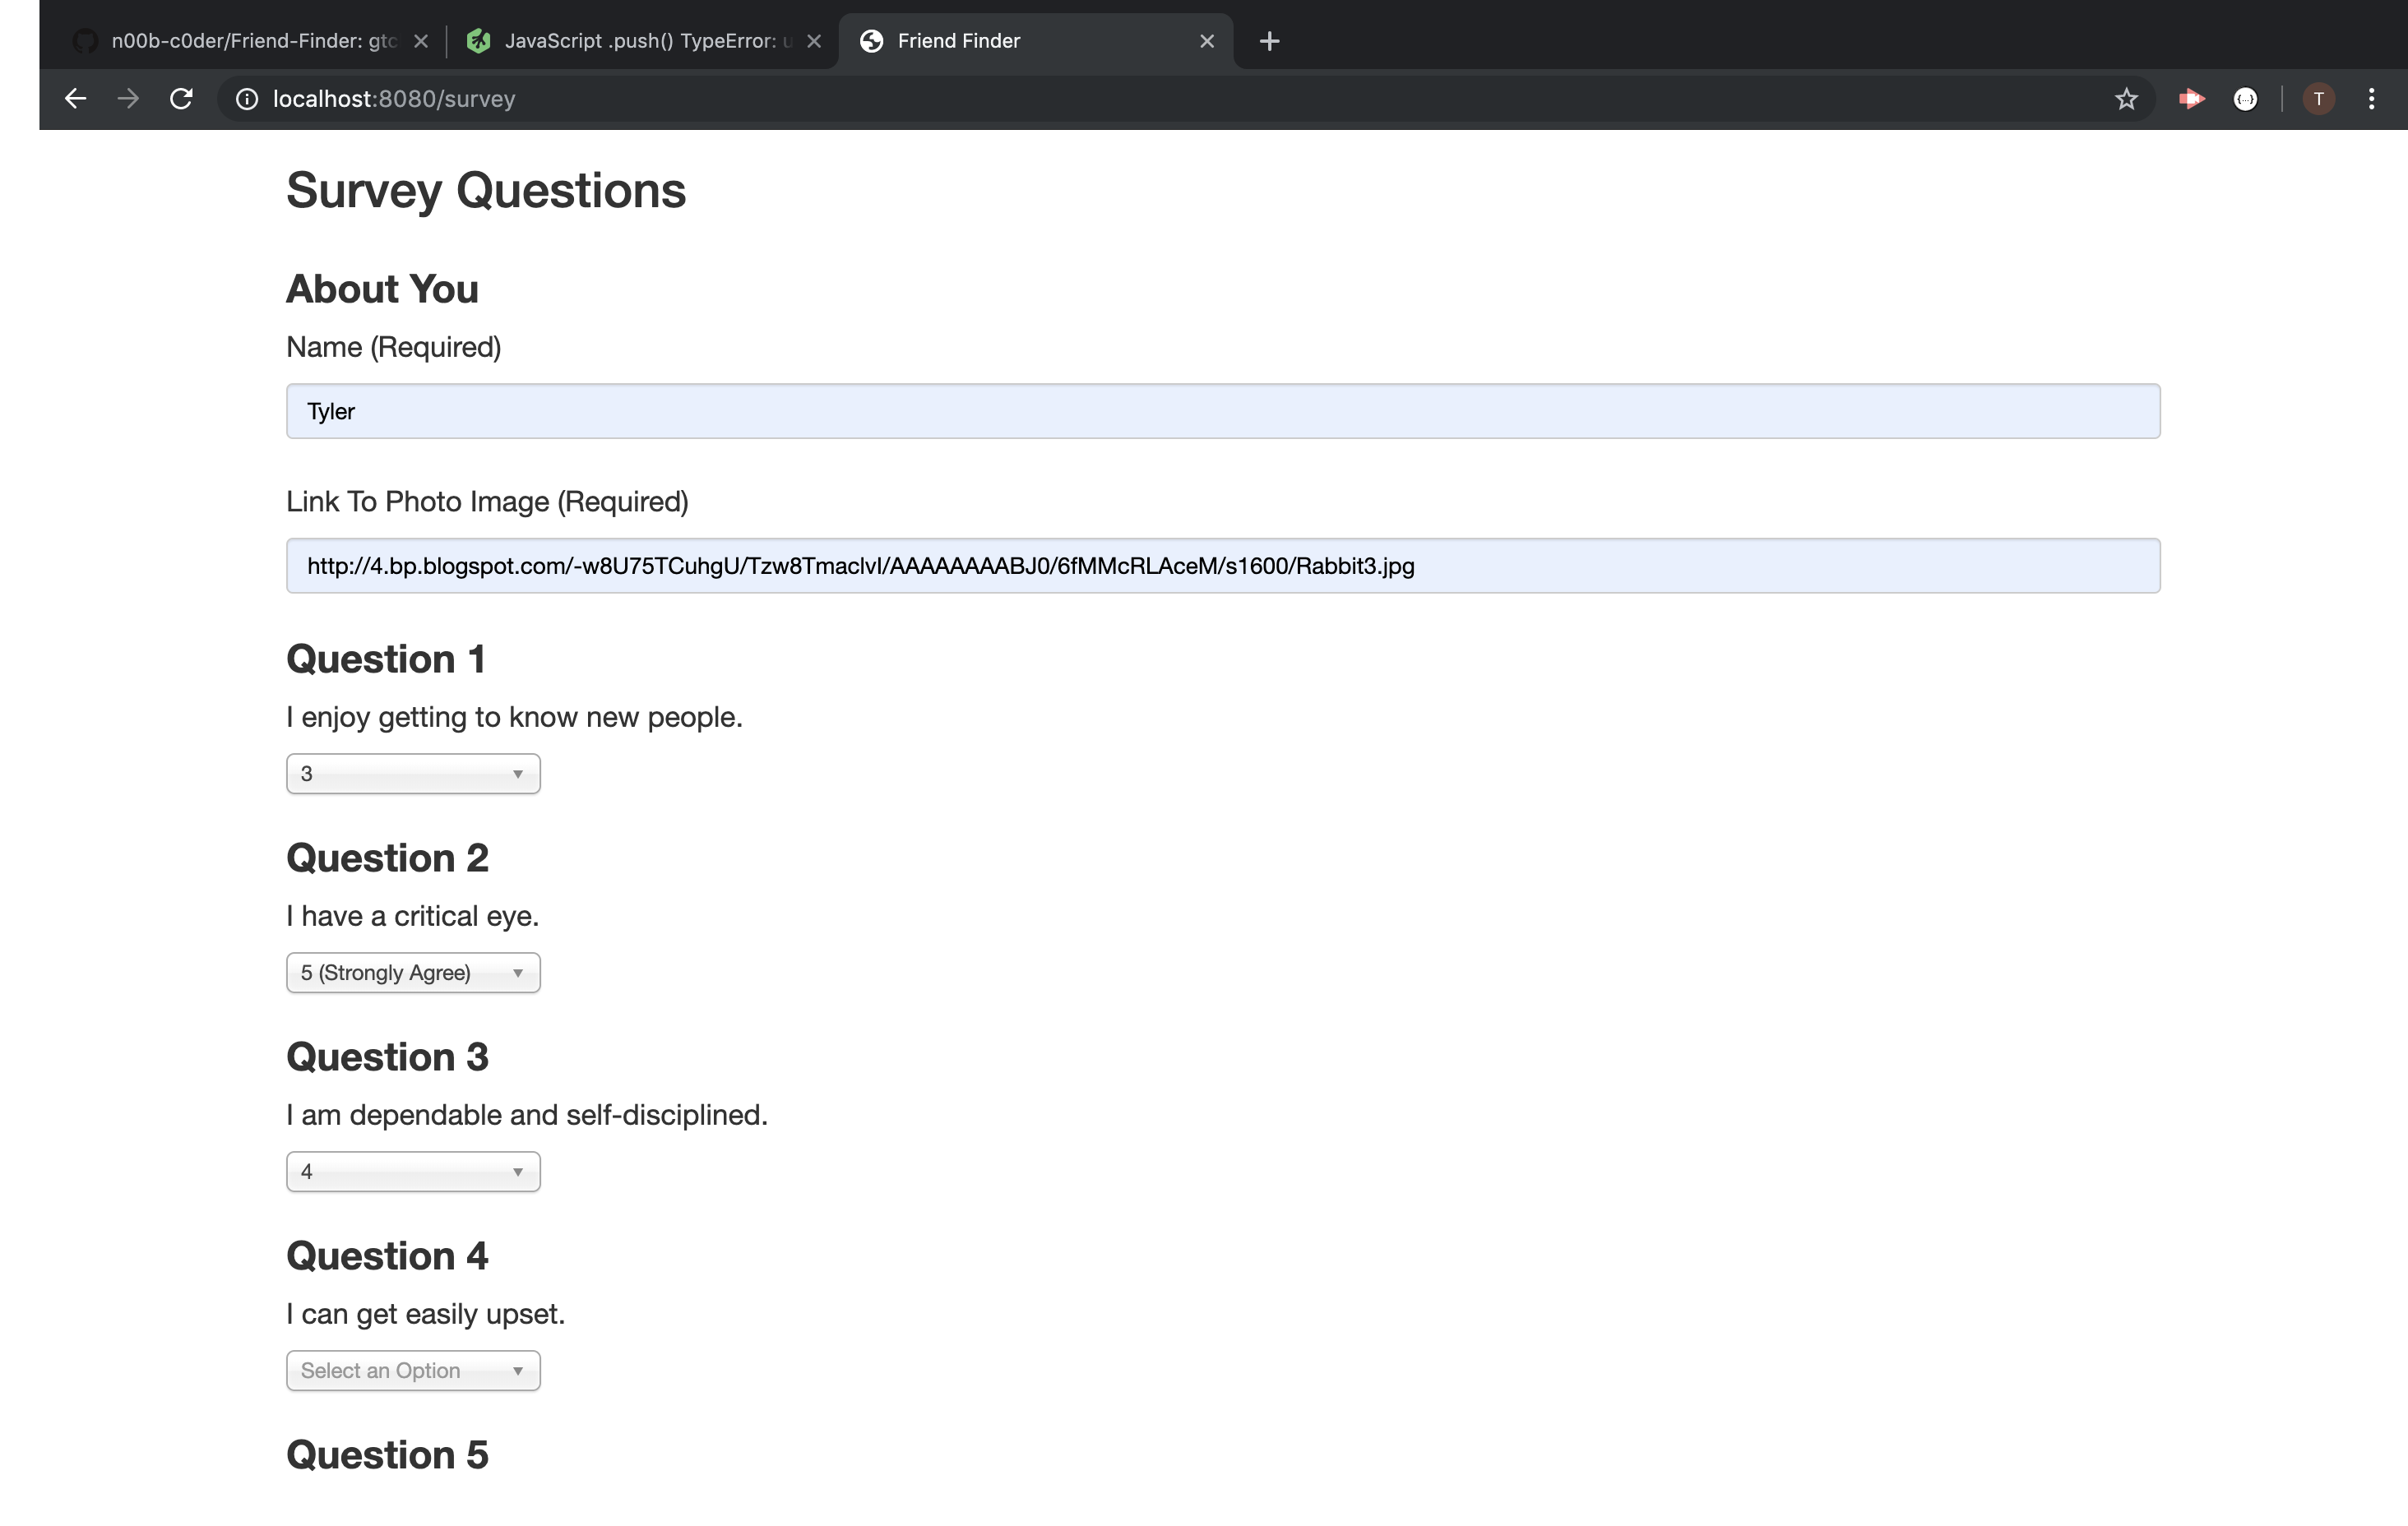 n00b-c0der/Friend-Finder: gtc
JavaScript .push() TypeError: u
Friend Finder
localhost:8080/survey
T
Survey Questions
About You
Name (Required)
Tyler
Link To Photo Image (Required)
http://4.bp.blogspot.com/-w8U75TCuhgU/Tzw8TmaclvI/AAAAAAAABJ0/6fMMcRLAceM/s1600/Rabbit3.jpg
Question 1
I enjoy getting to know new people.
3
Question 2
I have a critical eye.
5 (Strongly Agree)
Question 3
I am dependable and self-disciplined.
4
Question 4
I can get easily upset.
Select an Option
Question 5